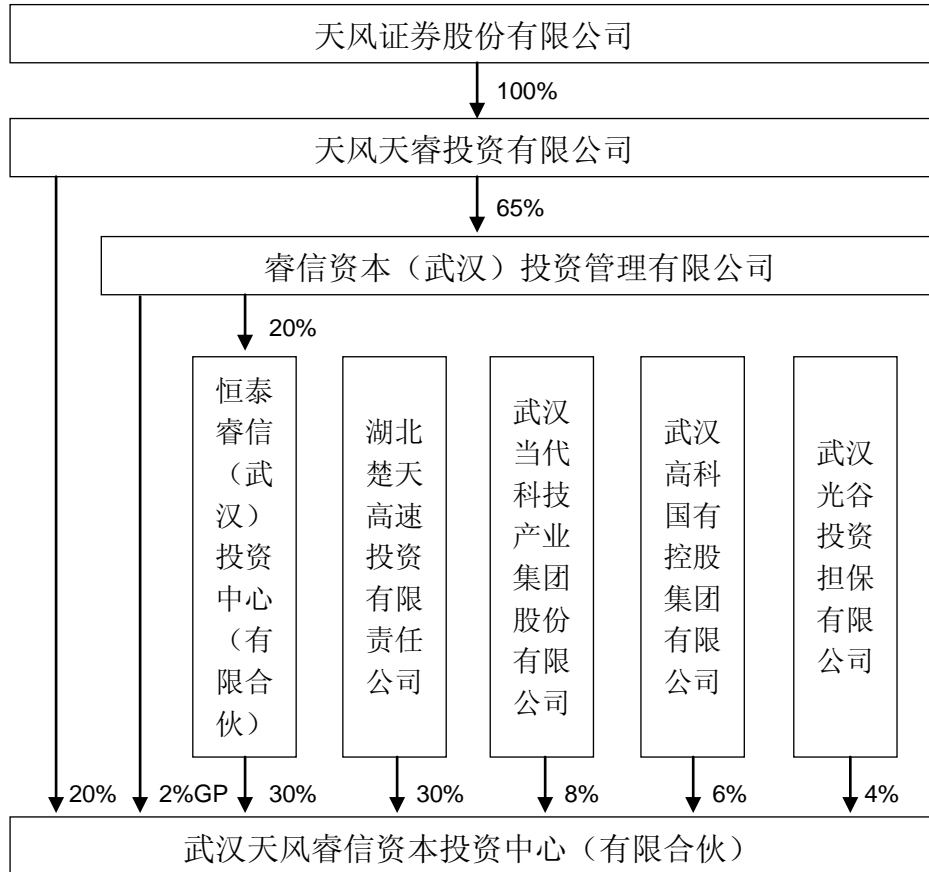 天风证券股份有限公司
100%
天风天睿投资有限公司
65%
睿信资本（武汉）投资管理有限公司
20%
恒泰
睿信
（武
汉）
投资
中心
（有
限合
伙）
湖北
楚天
高速
投资
有限
责任
公司
武汉
当代
科技
产业
集团
股份
有限
公司
武汉
高科
国有
控股
集团
有限
公司
武汉
光谷
投资
担保
有限
公司
20% 2%GP 30% 30% 8% 6% 4%
武汉天风睿信资本投资中心（有限合伙）